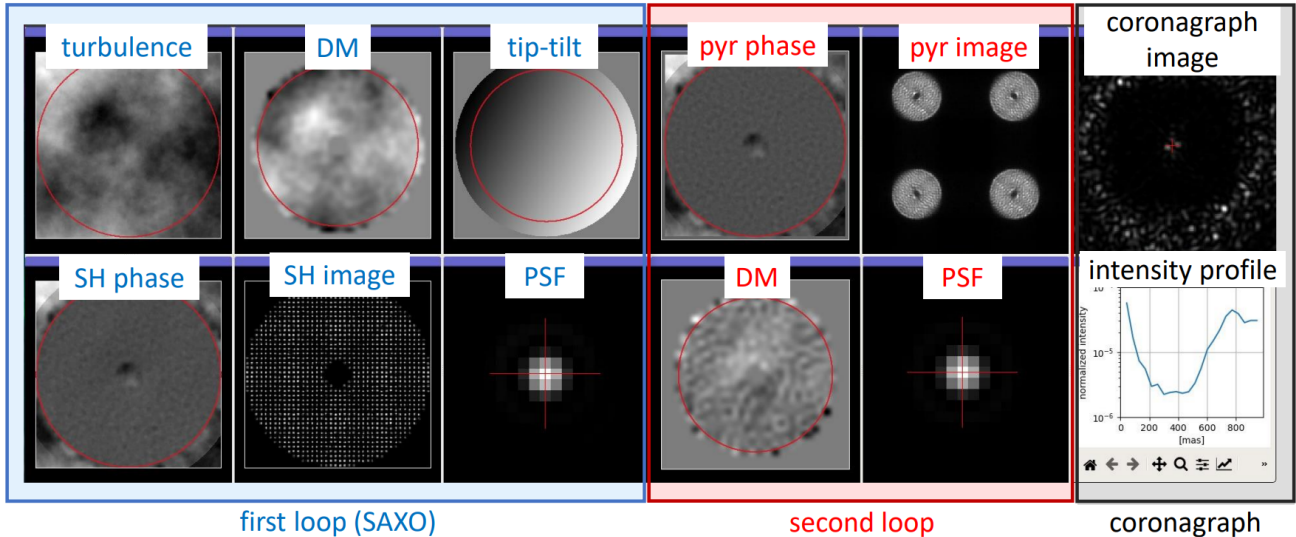 turbulence
DM
tip-tilt
pyr phase
pyr image
coronagraph
image
SH phase
SH image
PSF
DM
PSF
intensity profile
normalized intensity
10⁻⁵
10⁻⁶
0
200
400
600
800
[mas]
»
first loop (SAXO)
second loop
coronagraph